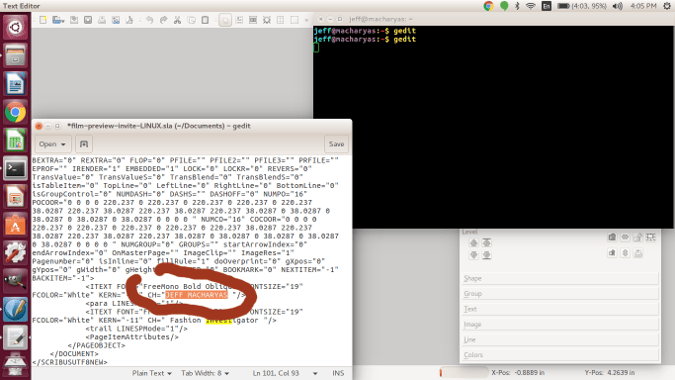 Text Editor
En
(4:03, 95%)
4:05 PM
jeff@macharyas: ~
jeff@macharyas:~$ gedit
jeff@macharyas:~$ gedit
*film-preview-invite-LINUX.sla (~/Documents) – gedit
Open
Save
BEXTRA="0" REXTRA="0" FLOP="0" PFILE="" PFILE2="" PFILE3="" PRFILE=""
EPROF="" IRENDER="1" EMBEDDED="1" LOCK="0" LOCKR="0" REVERS="0"
TransValue="0" TransValueS="0" TransBlend="0" TransBlendS="0"
isTableItem="0" TopLine="0" LeftLine="0" RightLine="0" BottomLine="0"
isGroupControl="0" NUMDASH="0" DASHS="" DASHOFF="0" NUMPO="16"
POCOOR="0 0 0 0 220.237 0 220.237 0 220.237 0 220.237 0 220.237
38.0287 220.237 38.0287 220.237 38.0287 220.237 38.0287 0 38.0287 0
38.0287 0 38.0287 0 38.0287 0 0 0 0 " NUMCO="16" COCOOR="0 0 0 0
220.237 0 220.237 0 220.237 0 220.237 0 220.237 38.0287 220.237
38.0287 220.237 38.0287 220.237 38.0287 0 38.0287 0 38.0287 0 38.0287
0 38.0287 0 0 0 0 " NUMGROUP="0" GROUPS="" startArrowIndex="0"
endArrowIndex="0" OnMasterPage="" ImageClip="" ImageRes="1"
Pagenumber="0" isInline="0" fillRule="1" doOverprint="0" gXpos="0"
gYpos="0" gWidth="0" BOOKMARK="0" NEXTITEM="-1"
BACKITEM="-1">
<ITEXT FONT="FreeMono Bold Oblique" FONTSIZE="19"
FCOLOR="White" KERN= CH="JEFF MACHARYAS "/>
<para
<ITEXT FONTSIZE="19"
FCOLOR="White" KERN="-11" CH=" Fashion Investigator "/>
<trail LINESPMode="1"/>
<PageItemAttributes/>
</PAGEOBJECT>
</DOCUMENT>
</SCRIBUSUTF8NEW>
Plain Text
Tab Width: 8
Ln 101, Col 93
INS
Level
Shape
Group
Text
Image
Line
Colors
X-Pos: -0.8889 in
Y-Pos: 4.2639 in